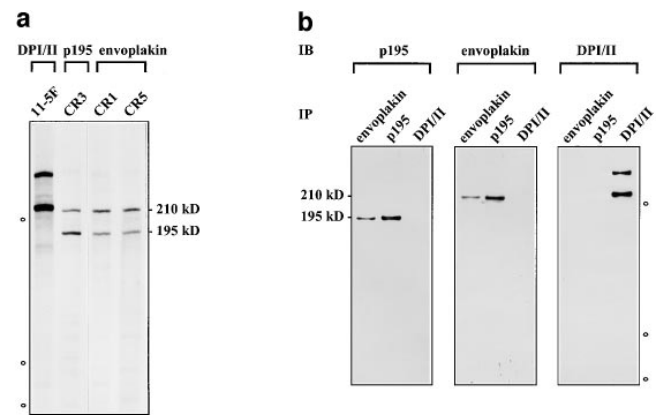 a
DPI/II p195 envoplakin
11-5F CR3 CR1 CR5
210 kD
195 kD
b
IB p195 envoplakin DPI/II
IP envoplakin p195 DPI/II envoplakin p195 DPI/II envoplakin p195 DPI/II
210 kD
195 kD